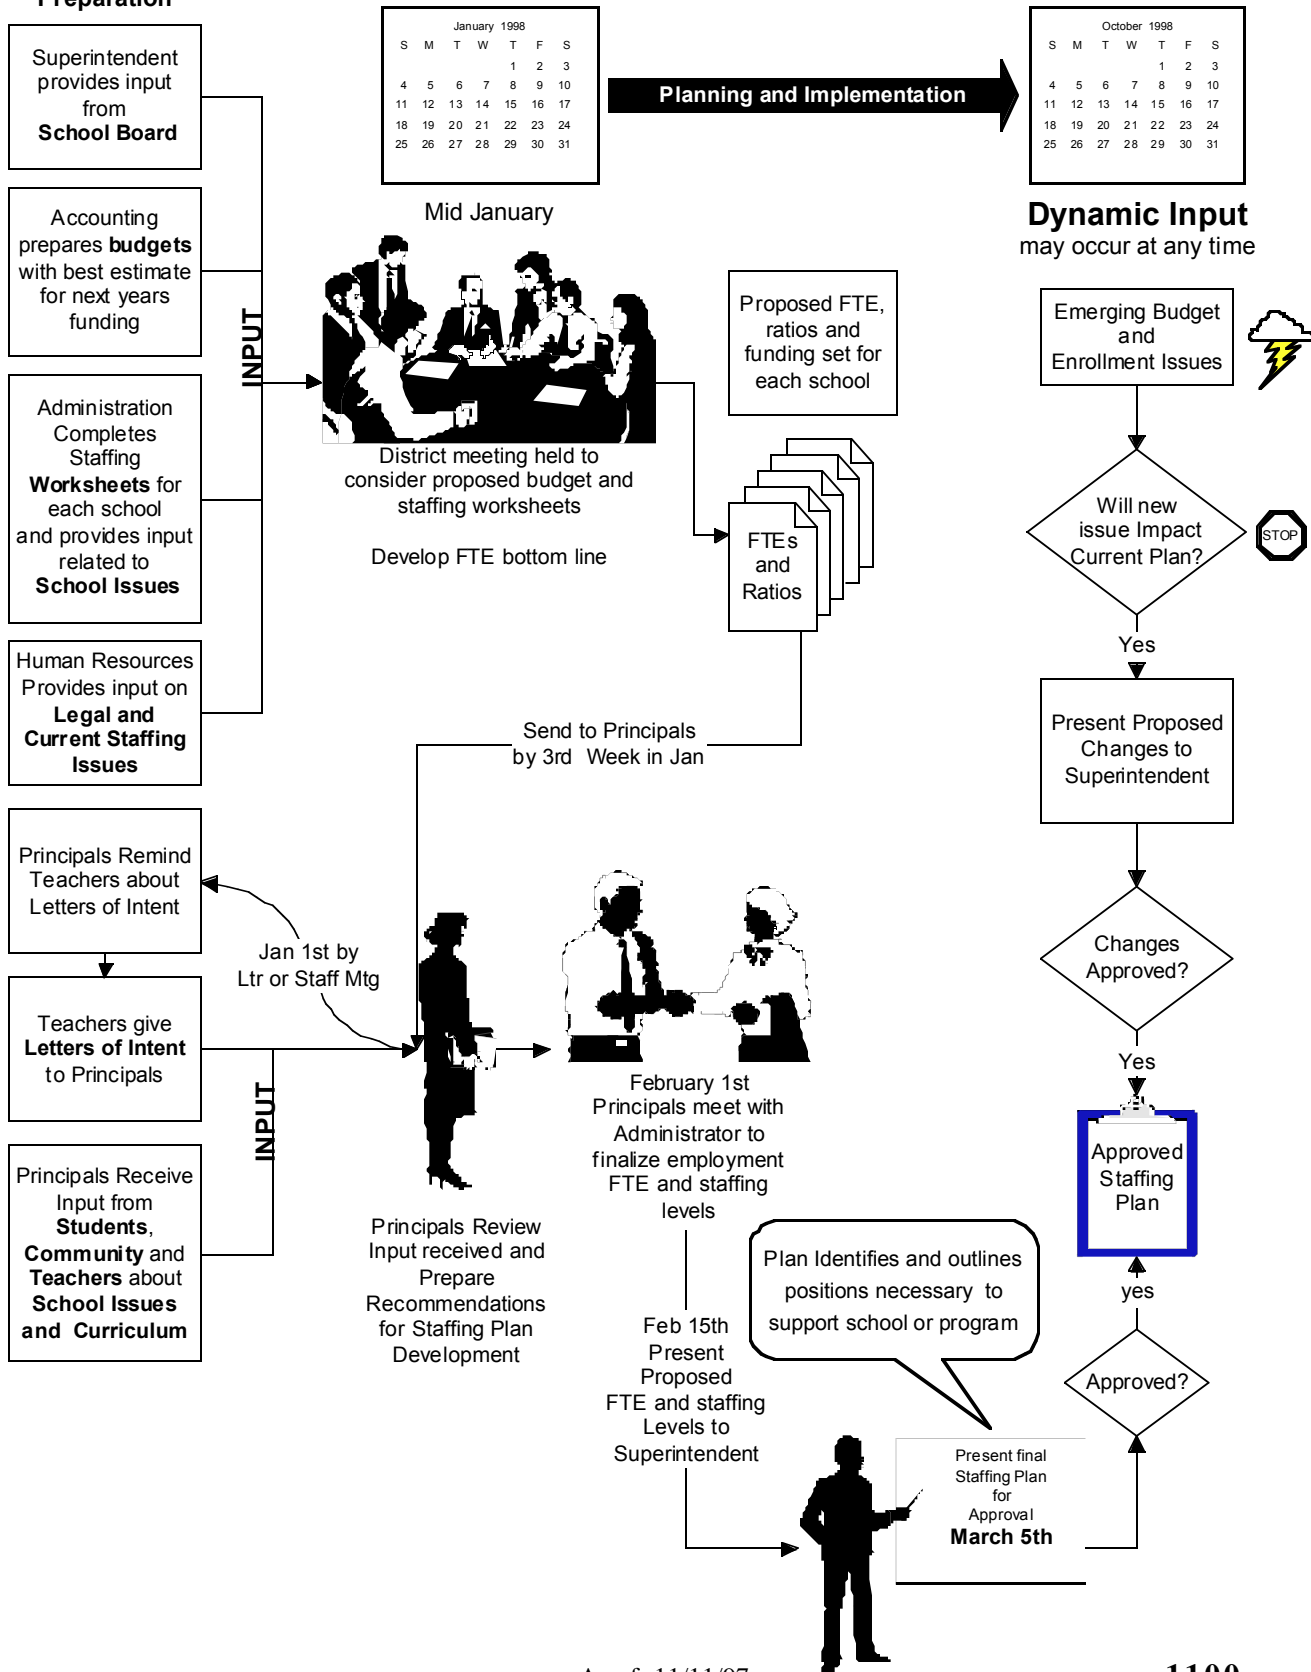 Preparation
Superintendent
provides input
from
School Board
Accounting
prepares budgets
with best estimate
for next years
funding
Administration
Completes
Staffing
Worksheets for
each school
and provides input
related to
School Issues
Human Resources
Provides input on
Legal and
Current Staffing
Issues
INPUT
January 1998
S M T W T F S
1 2 3
4 5 6 7 8 9 10
11 12 13 14 15 16 17
18 19 20 21 22 23 24
25 26 27 28 29 30 31
Mid January
Planning and Implementation
October 1998
S M T W T F S
1 2 3
4 5 6 7 8 9 10
11 12 13 14 15 16 17
18 19 20 21 22 23 24
25 26 27 28 29 30 31
Dynamic Input
may occur at any time
District meeting held to
consider proposed budget and
staffing worksheets
Develop FTE bottom line
Proposed FTE,
ratios and
funding set for
each school
FTEs
and
Ratios
Send to Principals
by 3rd Week in Jan
Emerging Budget
and
Enrollment Issues
Will new
issue Impact
Current Plan?
STOP
Yes
Present Proposed
Changes to
Superintendent
Changes
Approved?
Yes
Approved
Staffing
Plan
yes
Approved?
Principals Remind
Teachers about
Letters of Intent
Jan 1st by
Ltr or Staff Mtg
Teachers give
Letters of Intent
to Principals
INPUT
Principals Receive
Input from
Students,
Community and
Teachers about
School Issues
and Curriculum
Principals Review
Input received and
Prepare
Recommendations
for Staffing Plan
Development
February 1st
Principals meet with
Administrator to
finalize employment
FTE and staffing
levels
Feb 15th
Present
Proposed
FTE and staffing
Levels to
Superintendent
Plan Identifies and outlines
positions necessary to
support school or program
Present final
Staffing Plan
for
Approval
March 5th
11/11/97
1100